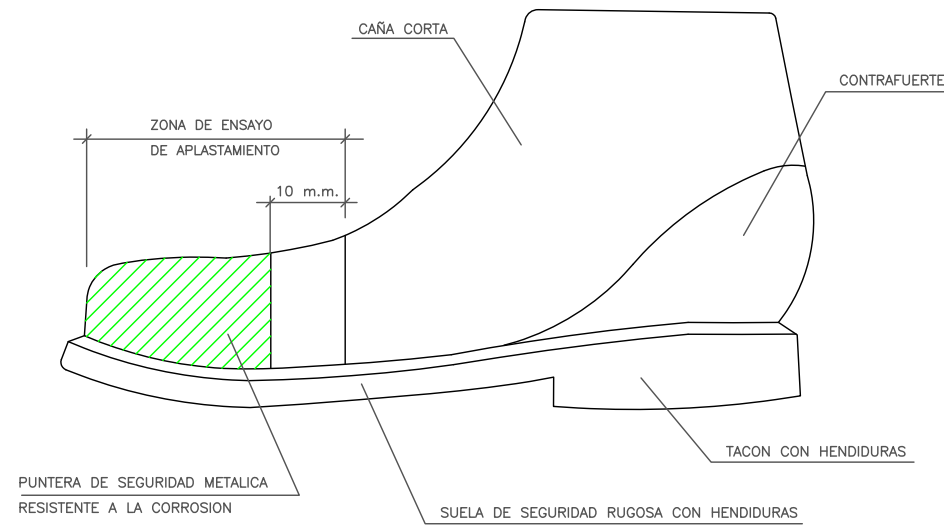 CAÑA CORTA
CONTRAFUERTE
ZONA DE ENSAYO
DE APLASTAMIENTO
10 m.m.
TACON CON HENDIDURAS
PUNTERA DE SEGURIDAD METALICA
RESISTENTE A LA CORROSION
SUELA DE SEGURIDAD RUGOSA CON HENDIDURAS